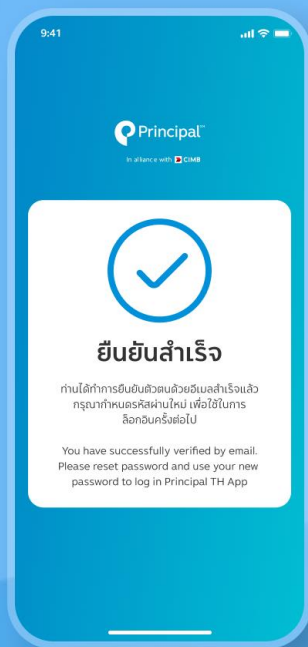 9:41
Principal™
In alliance with CIMB
ยืนยันสำเร็จ
ท่านได้ทำการยืนยันตัวตนด้วยอีเมลสำเร็จแล้ว
กรุณากำหนดรหัสผ่านใหม่ เพื่อใช้ในการ
ล็อกอินครั้งต่อไป
You have successfully verified by email.
Please reset password and use your new
password to log in Principal TH App